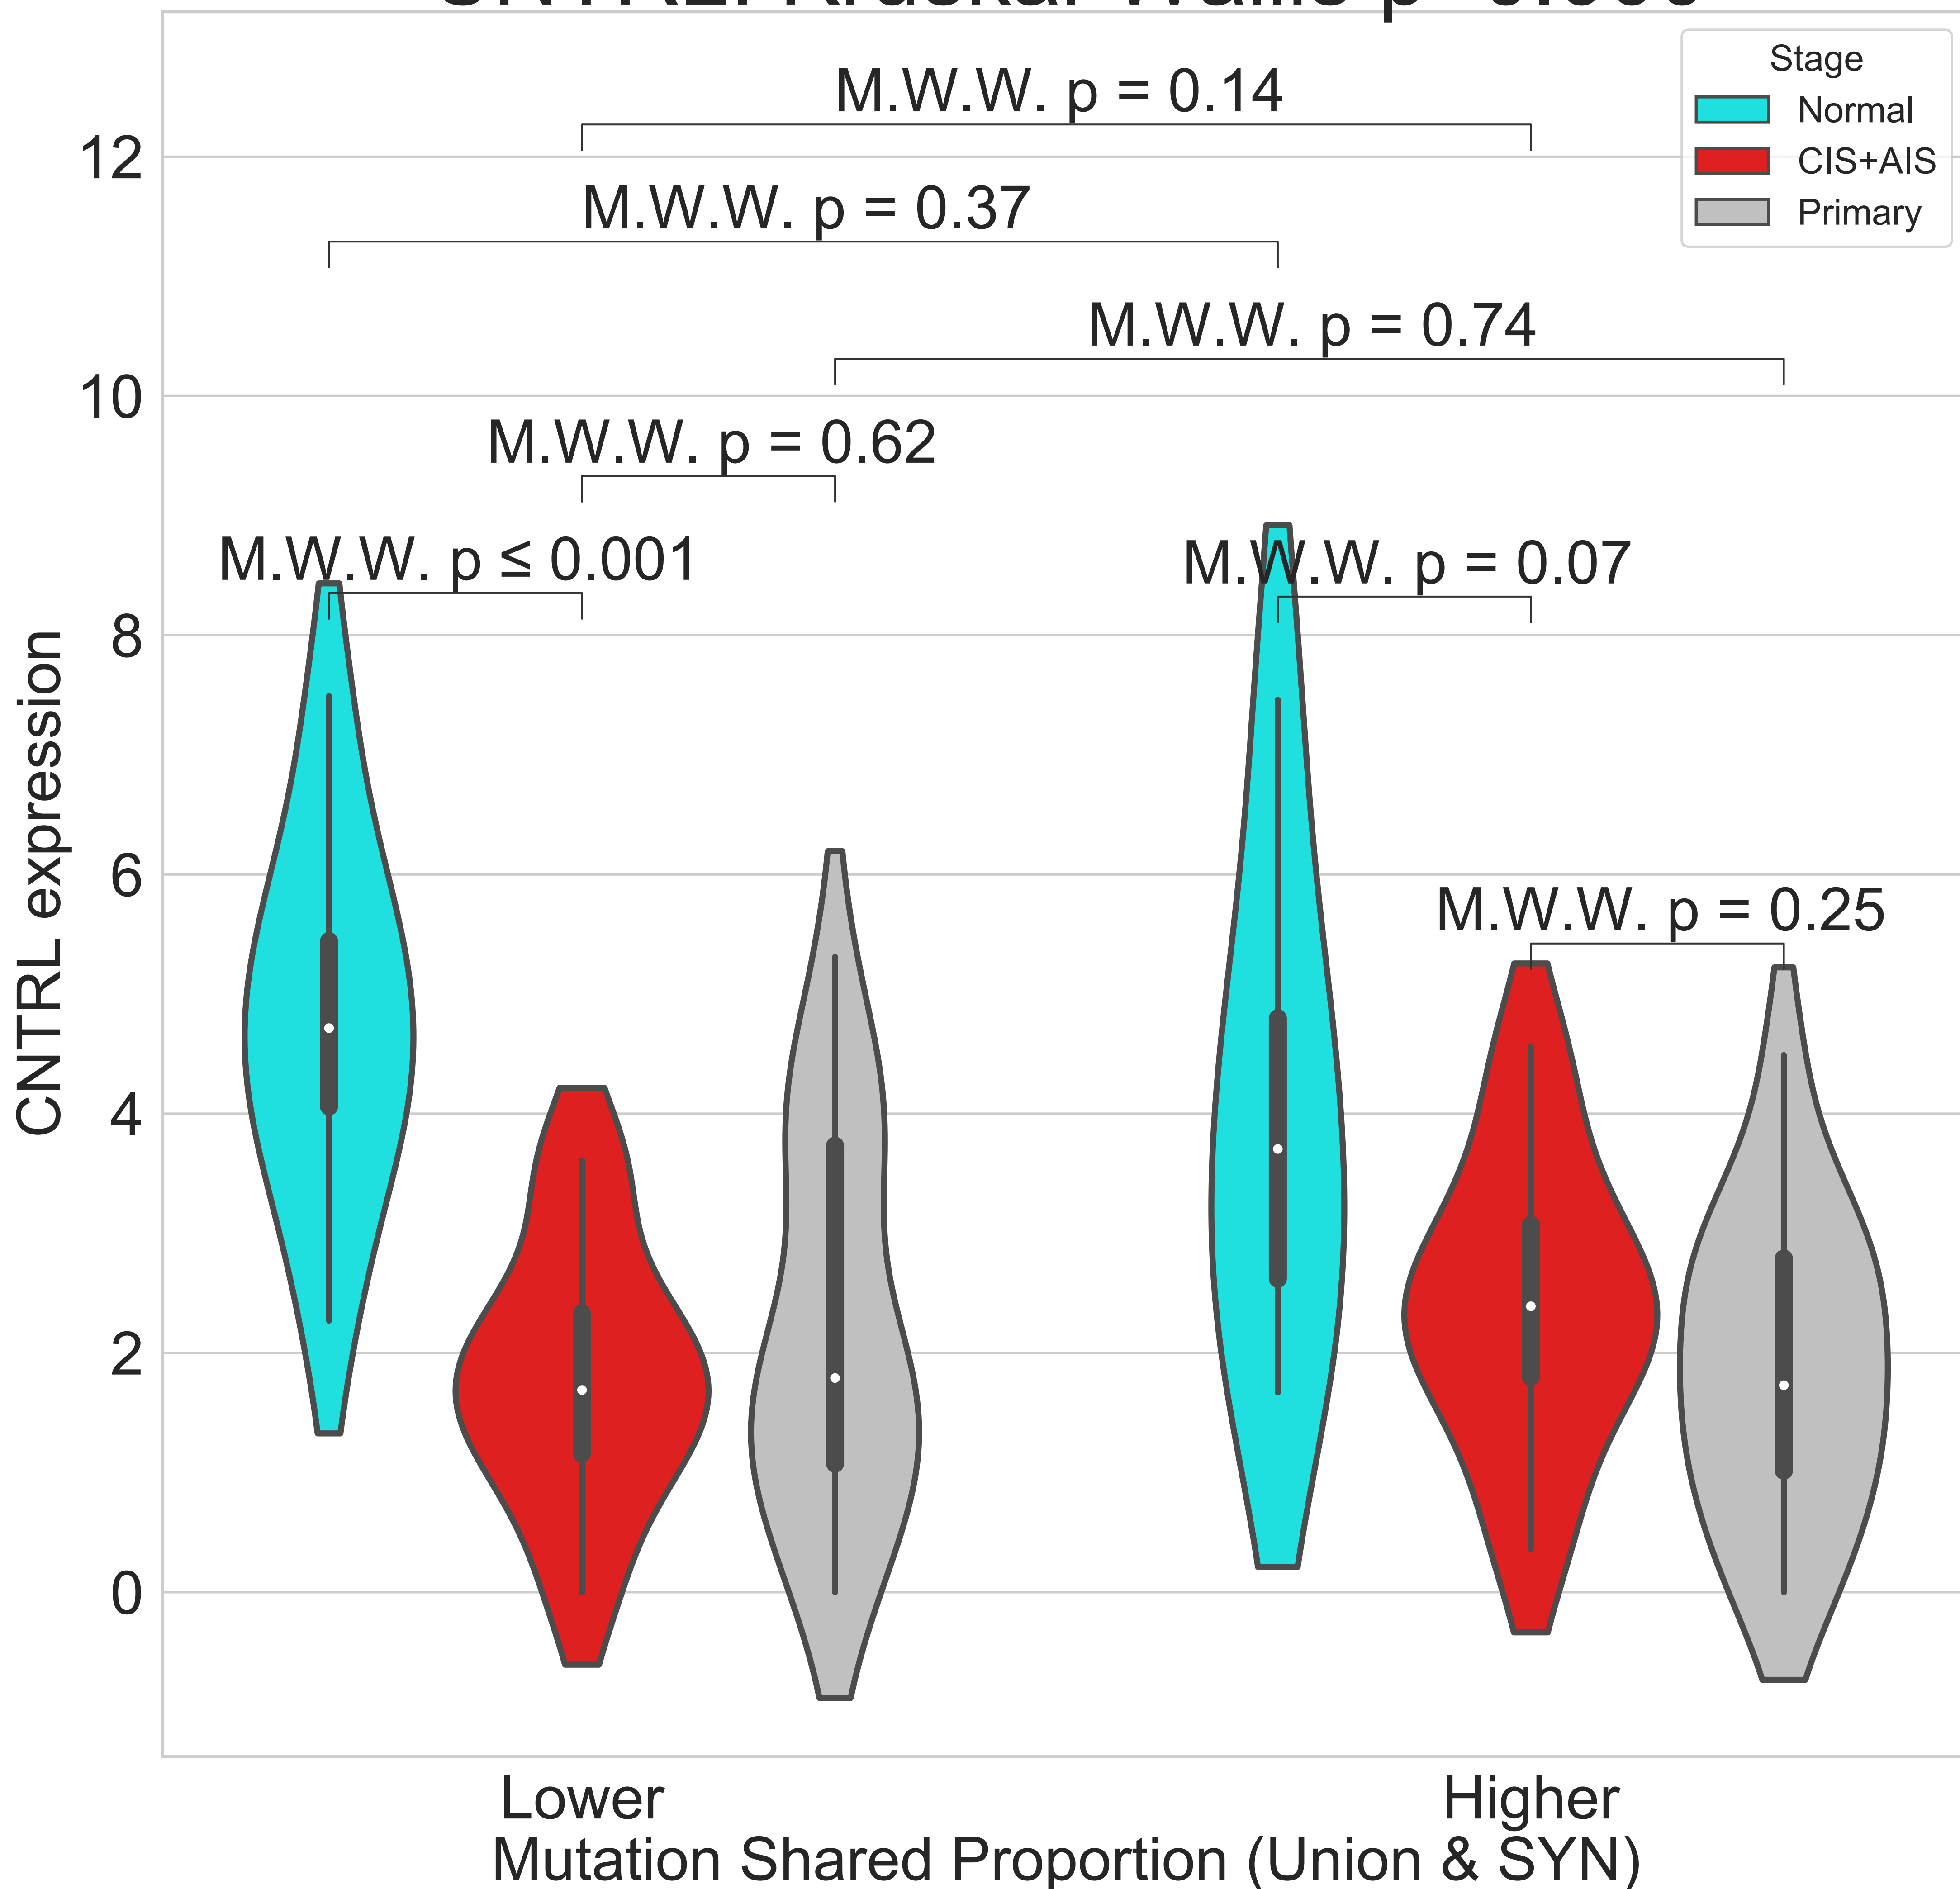 Stage
Normal
CIS+AIS
Primary
M.W.W. p = 0.14
M.W.W. p = 0.37
M.W.W. p = 0.74
M.W.W. p = 0.62
M.W.W. p ≤ 0.001
M.W.W. p = 0.07
M.W.W. p = 0.25
12
10
8
6
4
2
0
CNTRL expression
Lower
Higher
Mutation Shared Proportion (Union & SYN)